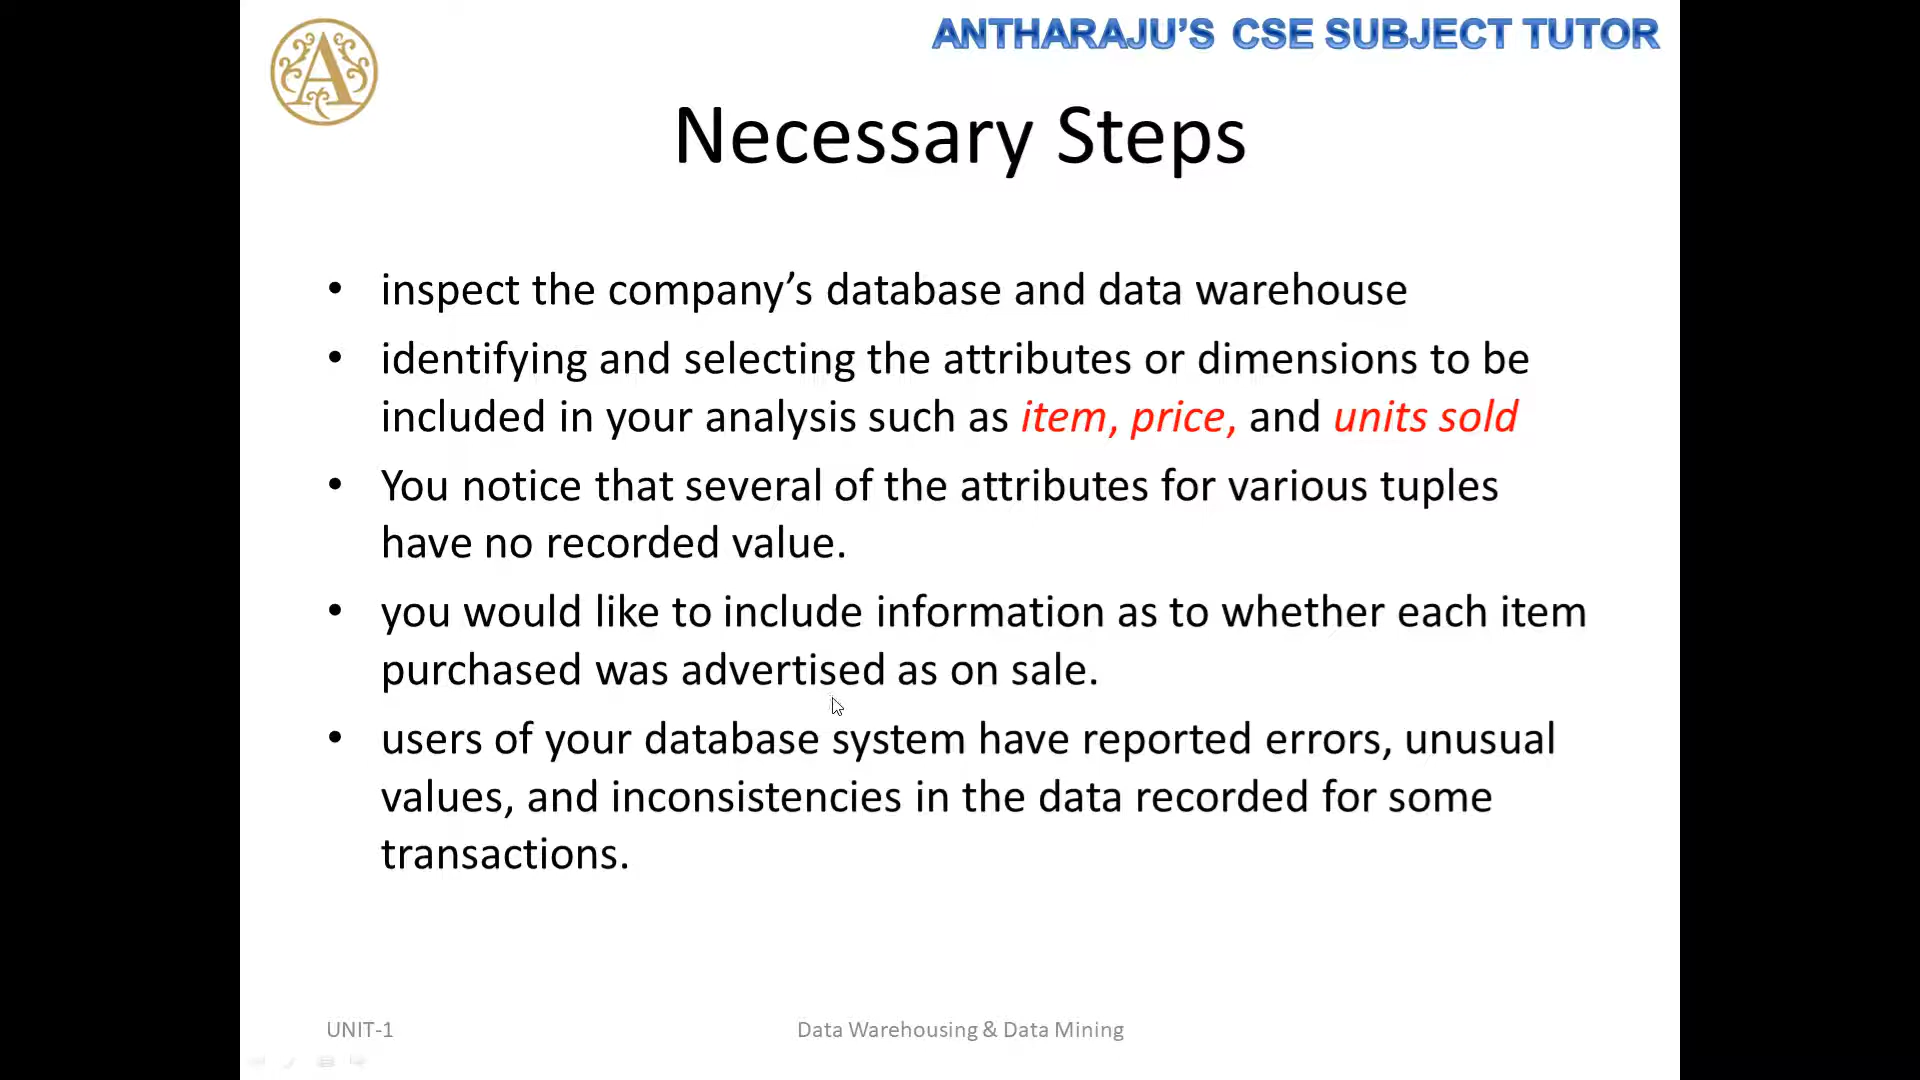 ANTHARAJU’S CSE SUBJECT TUTOR
A
Necessary Steps
• inspect the company’s database and data warehouse
• identifying and selecting the attributes or dimensions to be
included in your analysis such as item, price, and units sold
• You notice that several of the attributes for various tuples
have no recorded value.
• you would like to include information as to whether each item
purchased was advertised as on sale.
• users of your database system have reported errors, unusual
values, and inconsistencies in the data recorded for some
transactions.
UNIT-1
Data Warehousing & Data Mining